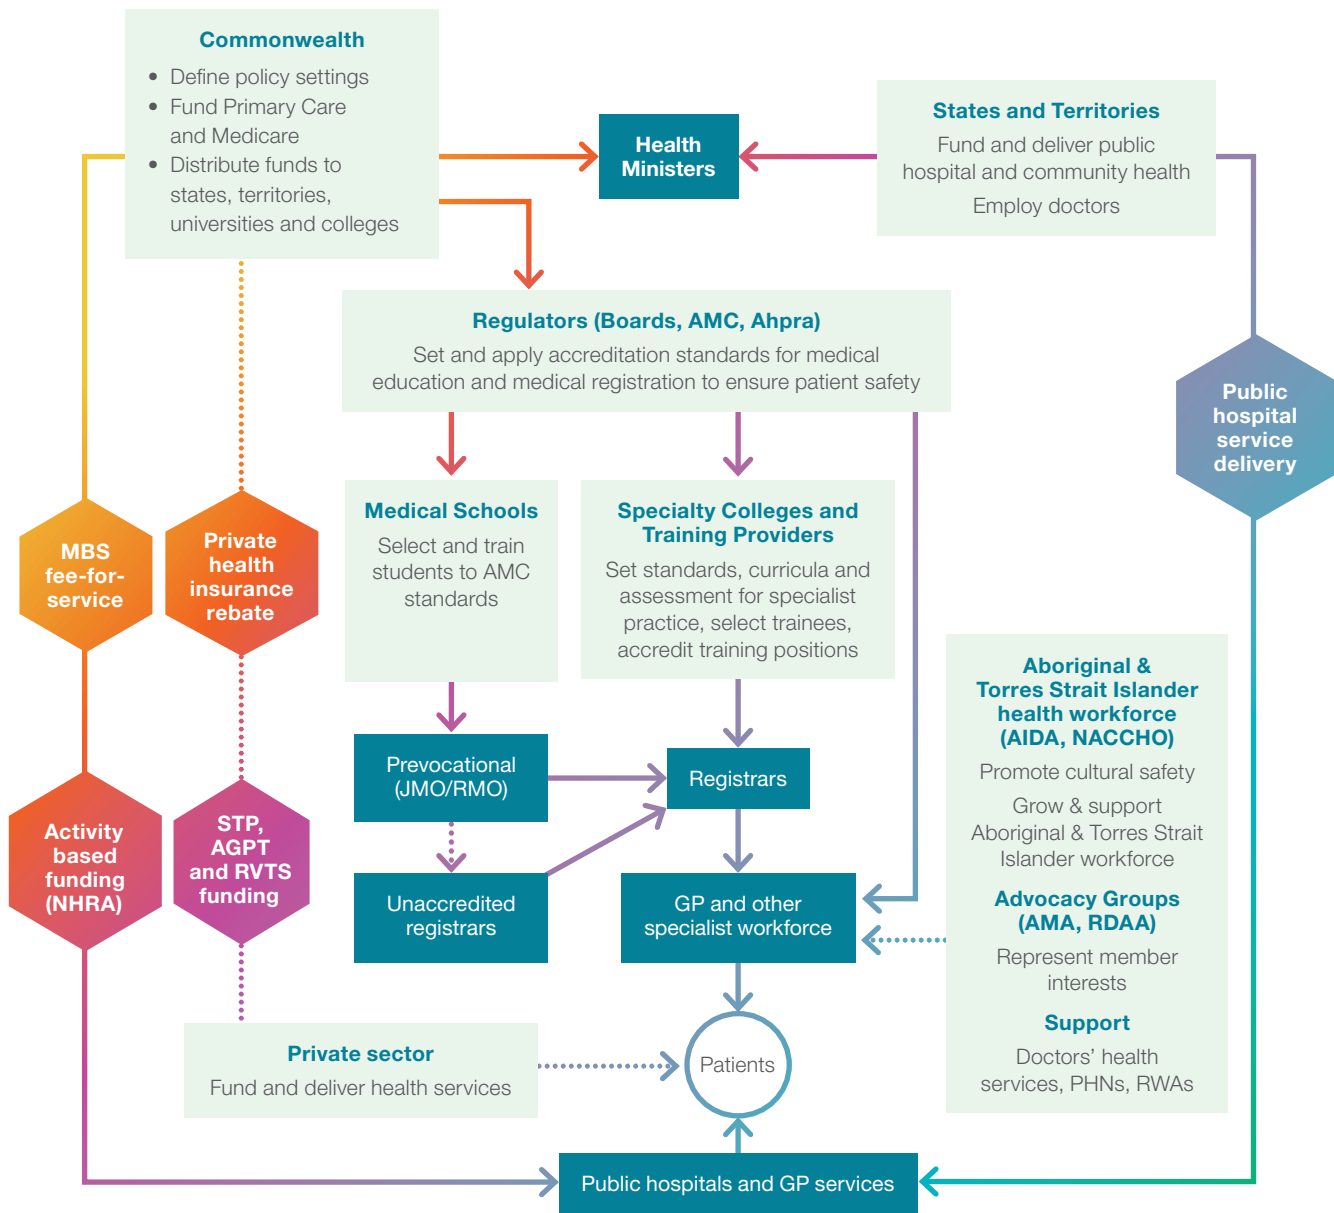 Commonwealth
• Define policy settings
• Fund Primary Care
and Medicare
• Distribute funds to
states, territories,
universities and colleges
Health
Ministers
States and Territories
Fund and deliver public
hospital and community health
Employ doctors
Regulators (Boards, AMC, Ahpra)
Set and apply accreditation standards for medical
education and medical registration to ensure patient safety
Public
hospital
service
delivery
MBS
fee-for-
service
Private
health
insurance
rebate
Medical Schools
Select and train
students to AMC
standards
Specialty Colleges and
Training Providers
Set standards, curricula and
assessment for specialist
practice, select trainees,
accredit training positions
Aboriginal &
Torres Strait Islander
health workforce
(AIDA, NACCHO)
Promote cultural safety
Grow & support
Aboriginal & Torres Strait
Islander workforce
Advocacy Groups
(AMA, RDAA)
Represent member
interests
Support
Doctors’ health
services, PHNs, RWAs
Prevocational
(JMO/RMO)
Registrars
Activity
based
funding
(NHRA)
STP,
AGPT
and RVTS
funding
Unaccredited
registrars
GP and other
specialist workforce
Private sector
Fund and deliver health services
Patients
Public hospitals and GP services